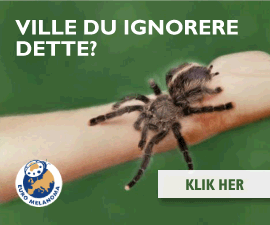 VILLE DU IGNORERE
DETTE?
EURO MELANOMA
KLIK HER